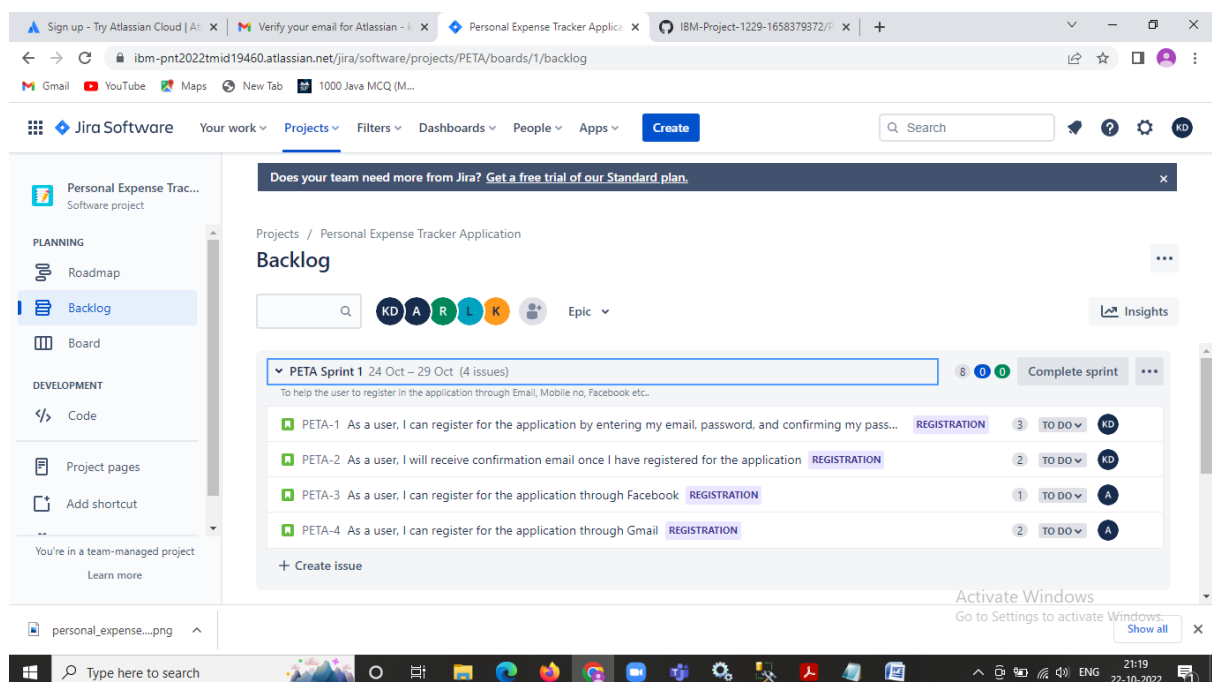 Sign up - Try Atlassian Cloud | Atl
Verify your email for Atlassian - k
Personal Expense Tracker Applica
IBM-Project-1229-1658379372/P
ibm-pnt2022tmid19460.atlassian.net/jira/software/projects/PETA/boards/1/backlog
Gmail YouTube Maps New Tab 1000 Java MCQ (M...
Jira Software Your work Projects Filters Dashboards People Apps Create Search KD
Does your team need more from Jira? Get a free trial of our Standard plan.
Personal Expense Trac...
Software project
PLANNING
Roadmap
Backlog
Board
DEVELOPMENT
Code
Project pages
Add shortcut
You're in a team-managed project
Learn more
Projects / Personal Expense Tracker Application
Backlog
KD A R L K Epic Insights
PETA Sprint 1 24 Oct – 29 Oct (4 issues) 8 0 0 Complete sprint
To help the user to register in the application through Email, Mobile no, Facebook etc..
PETA-1 As a user, I can register for the application by entering my email, password, and confirming my pass... REGISTRATION 3 TO DO KD
PETA-2 As a user, I will receive confirmation email once I have registered for the application REGISTRATION 2 TO DO KD
PETA-3 As a user, I can register for the application through Facebook REGISTRATION 1 TO DO A
PETA-4 As a user, I can register for the application through Gmail REGISTRATION 2 TO DO A
+ Create issue
Activate Windows
Go to Settings to activate Windows.
personal_expense....png
Show all
Type here to search
ENG
21:19
22-10-2022